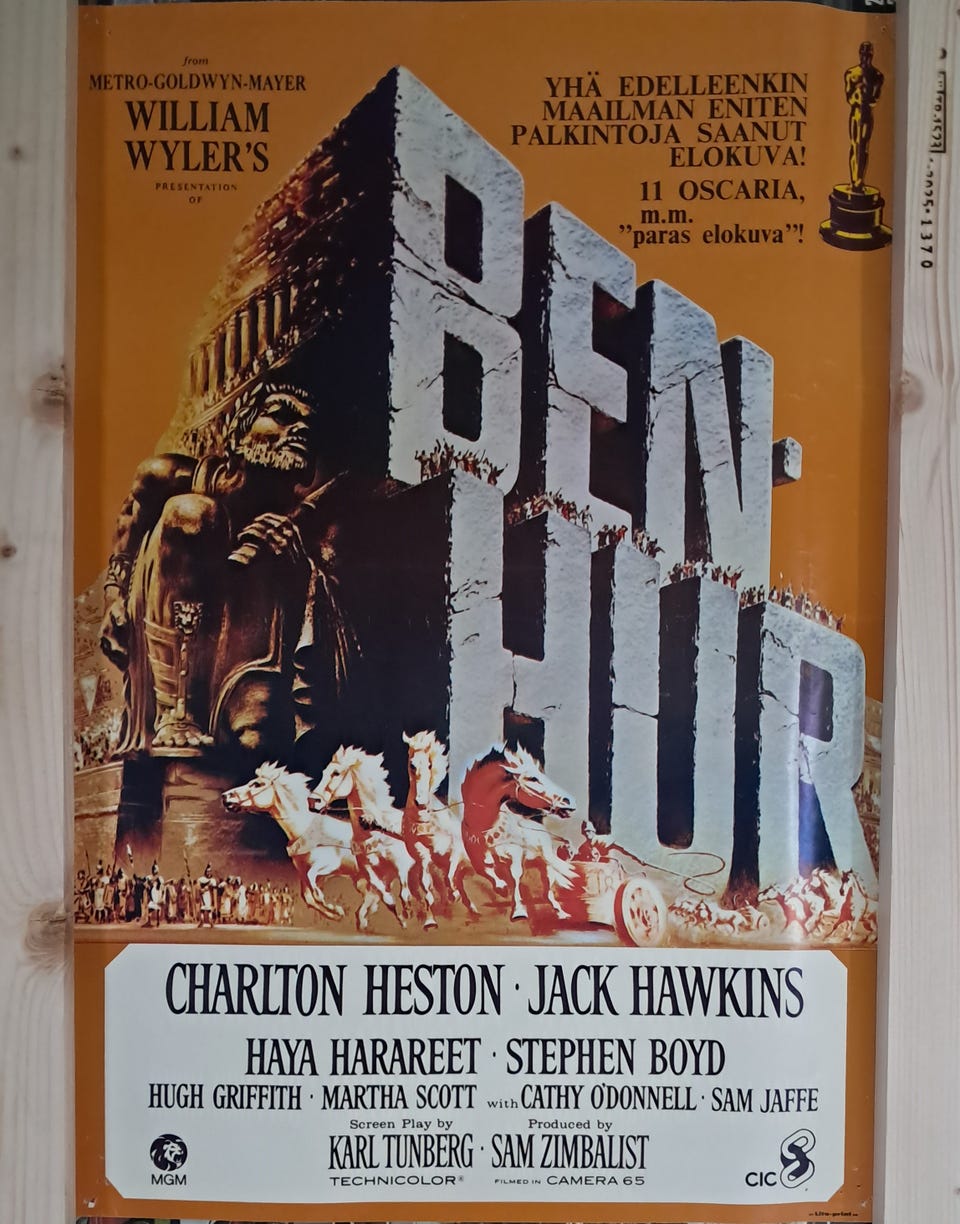 from
METRO-GOLDWYN-MAYER
WILLIAM
WYLER'S
PRESENTATION
OF
YHÄ EDELLEENKIN
MAAILMAN ENITEN
PALKINTOJA SAANUT
ELOKUVA!
11 OSCARIA,
m.m.
”paras elokuva”!
BEN-
HUR
CHARLTON HESTON · JACK HAWKINS
HAYA HARAREET · STEPHEN BOYD
HUGH GRIFFITH · MARTHA SCOTT with CATHY O'DONNELL · SAM JAFFE
Screen Play by
KARL TUNBERG ·
Produced by
SAM ZIMBALIST
TECHNICOLOR® FILMED IN CAMERA 65
MGM
CIC
Lito-print